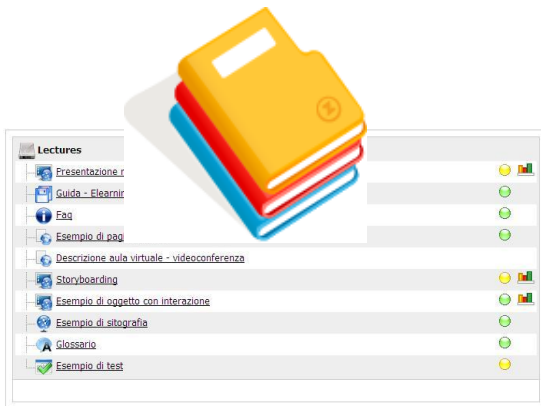 Lectures
Presentazione
Guida - Elearnin
Faq
Esempio di pagi
Descrizione aula virtuale - videoconferenza
Storyboarding
Esempio di oggetto con interazione
Esempio di sitografia
Glossario
Esempio di test